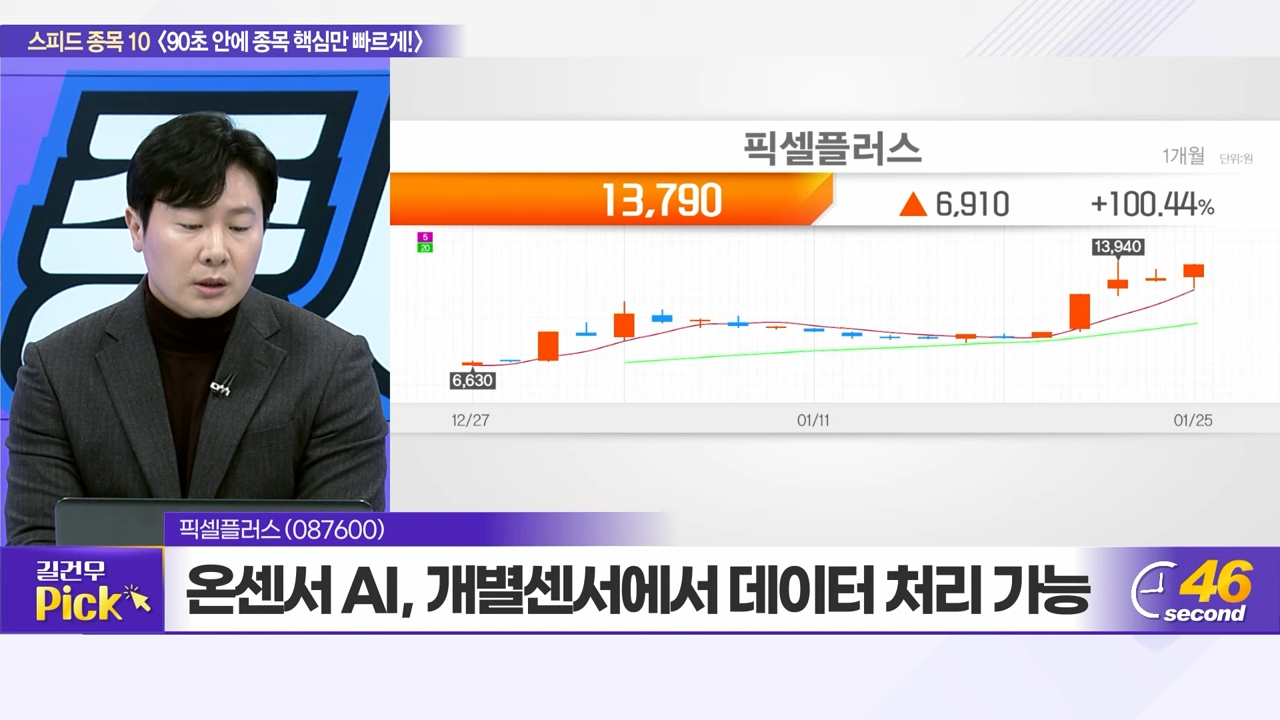 스피드 종목 10 <90초 안에 종목 핵심만 빠르게!>
픽셀플러스
1개월 단위:원
13,790 ▲ 6,910 +100.44%
5
20
13,940
6,630
12/27 01/11 01/25
픽셀플러스 (087600)
길건무
Pick
온센서 AI, 개별센서에서 데이터 처리 가능
46
second